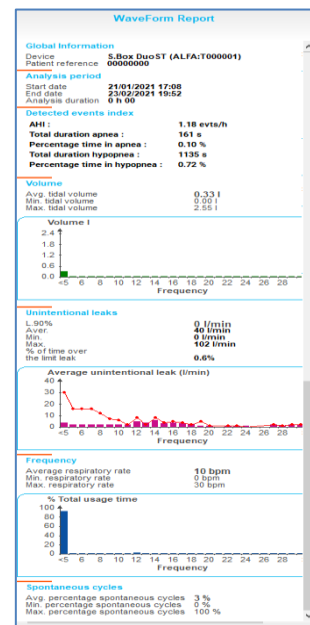 WaveForm Report
Global Information
Device S.Box DuoST (ALFA:T000001)
Patient reference 00000000
Analysis period
Start date 21/01/2021 17:08
End date 23/02/2021 19:52
Analysis duration 0 h 00
Detected events index
AHI : 1.18 evts/h
Total duration apnea : 161 s
Percentage time in apnea : 0.10 %
Total duration hypopnea : 1135 s
Percentage time in hypopnea : 0.72 %
Volume
Avg. tidal volume 0.33 l
Min. tidal volume 0.00 l
Max. tidal volume 2.55 l
Volume l
2.4
1.8
1.2
0.6
0.0
<5 6 8 10 12 14 16 18 20 22 24 26 28
Frequency
Unintentional leaks
L.90% 0 l/min
Aver. 40 l/min
Min. 0 l/min
Max. 102 l/min
% of time over
the limit leak 0.6%
Average unintentional leak (l/min)
40
30
20
10
0
<5 6 8 10 12 14 16 18 20 22 24 26 28
Frequency
Frequency
Average respiratory rate 10 bpm
Min. respiratory rate 0 bpm
Max. respiratory rate 30 bpm
% Total usage time
100
80
60
40
20
0
<5 6 8 10 12 14 16 18 20 22 24 26 28
Frequency
Spontaneous cycles
Avg. percentage spontaneous cycles 3 %
Min. percentage spontaneous cycles 0 %
Max. percentage spontaneous cycles 100 %